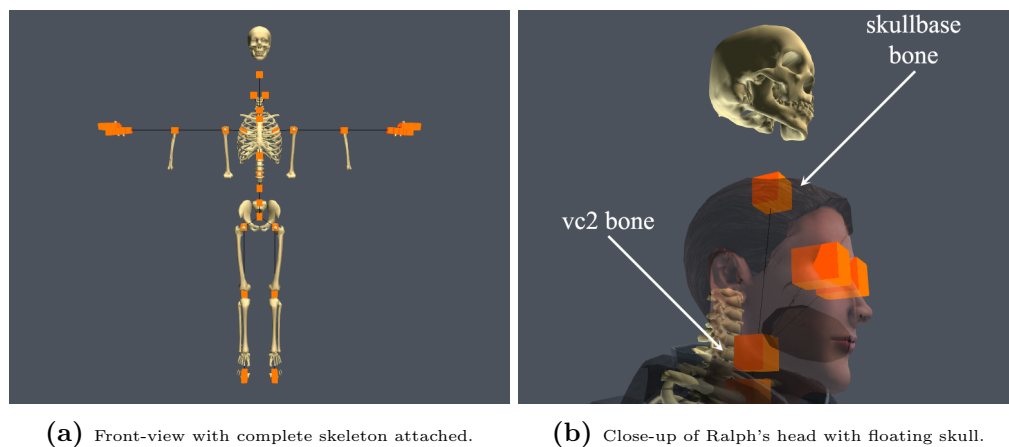 skullbase
bone
vc2 bone
(a) Front-view with complete skeleton attached.
(b) Close-up of Ralph's head with floating skull.